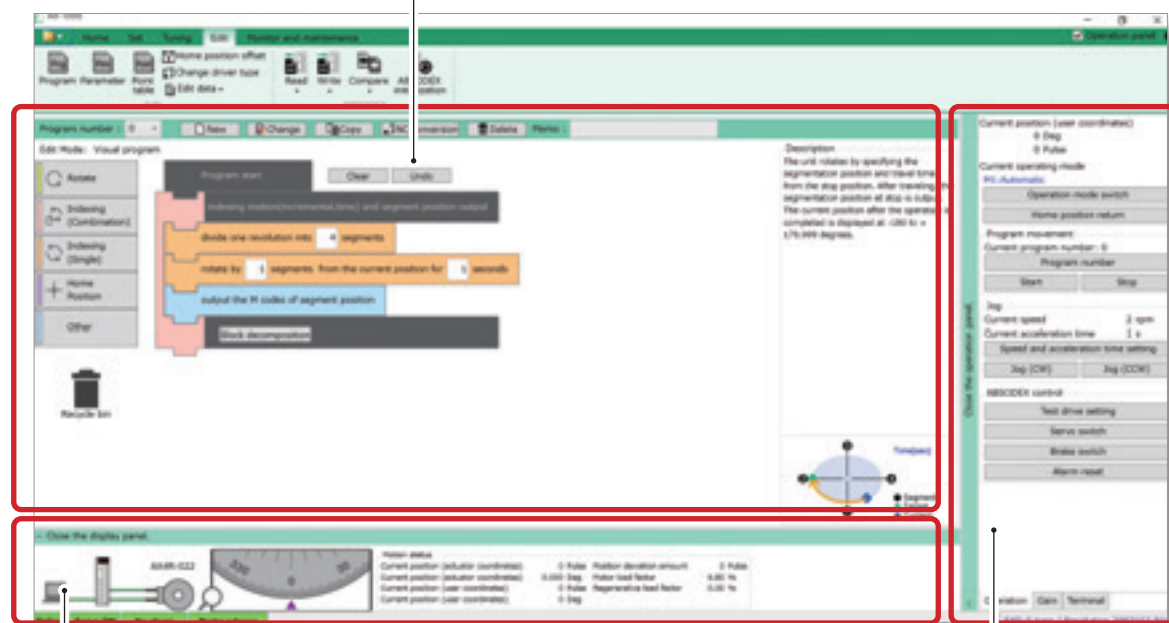 Home Set Tuning Edit Monitor and maintenance
Operation panel
Home position offset
Change driver type
Edit data
Program Parameter Point table
Read Write Compare
Program number : 0 New Change Copy NC conversion Delete Memo :
Edit Mode: Visual program
Rotate
Indexing (Combination)
Indexing (Single)
Home Position
Other
Recycle bin
Program start
Clear Undo
indexing motion(incremental,time) and segment position output
divide one revolution into 4 segments
rotate by 1 segments from the current position for 1 seconds
output the M codes of segment position
Block decomposition
Description
The unit rotates by specifying the
segmentation position and travel time
from the stop position. After traveling, the
segmentation position at stop is output.
The current position after the operation is
completed is displayed at -180 to +
179.999 degrees.
Time[sec]
Close the operation panel.
Current position (user coordinates)
0 Deg
0 Pulse
Current operating mode
M1:Automatic
Operation mode switch
Home position return
Program movement
Current program number: 0
Program number
Start Stop
Jog
Current speed 2 rpm
Current acceleration time 1 s
Speed and acceleration time setting
Jog (CW) Jog (CCW)
ABSODEX control
Test drive setting
Servo switch
Brake switch
Alarm reset
Operation Gain Terminal
Close the display panel.
330 0 30
Motion status
Current position (actuator coordinates) 0 Pulse Position deviation amount 0 Pulse
Current position (actuator coordinates) 0.000 Deg Motor load factor 0.00 %
Current position (user coordinates) 0 Pulse Regenerative load factor 0.00 %
Current position (user coordinates) 0 Deg